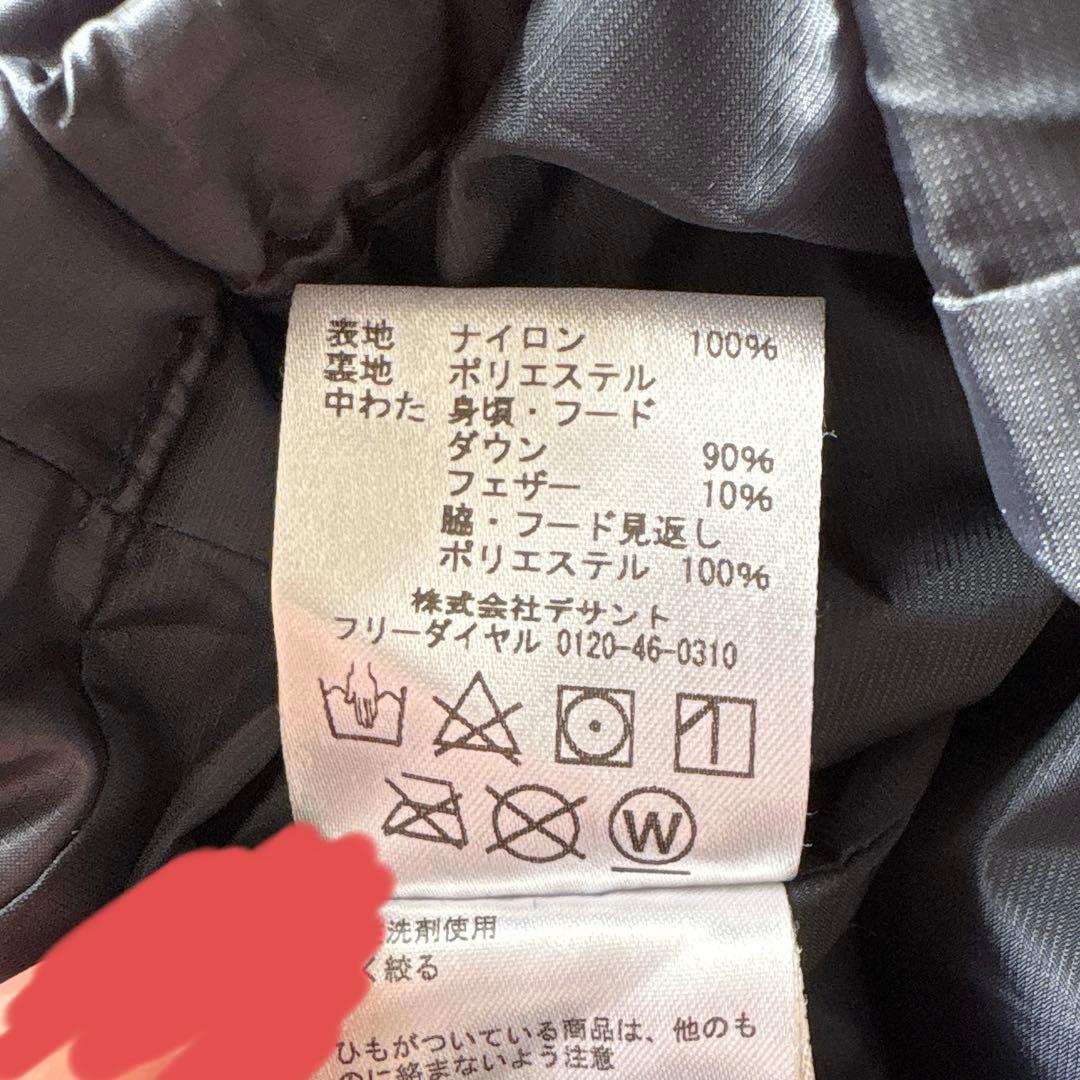 表地 ナイロン 100%
裏地 ポリエステル
中わた 身頃・フード
ダウン 90%
フェザー 10%
脇・フード見返し
ポリエステル 100%
株式会社デサント
フリーダイヤル 0120-46-0310
W
洗剤使用
く絞る
ひもがついている商品は、他のも
のに絡まないよう注意